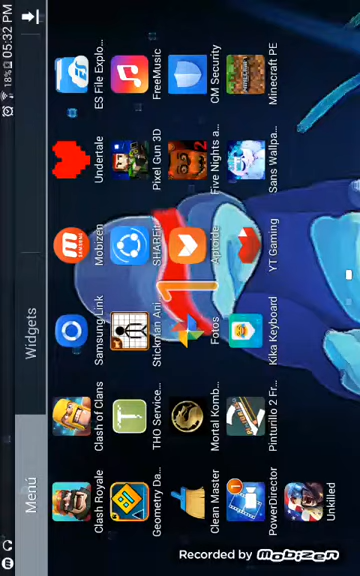 18% 05:32 PM
Menú Widgets
Clash Royale Clash of Clans Samsung Link Mobizen Undertale ES File Explo...
Geometry Da... THO Service... Stickman Ani SHAREit Pixel Gun 3D FreeMusic
1
Clean Master Mortal Komb... Fotos Aptoide Five Nights a... CM Security
PowerDirector Pinturillo 2 Fr... Kika Keyboard YT Gaming Sans Wallpa... Minecraft PE
Unkilled
Recorded by Mobizen